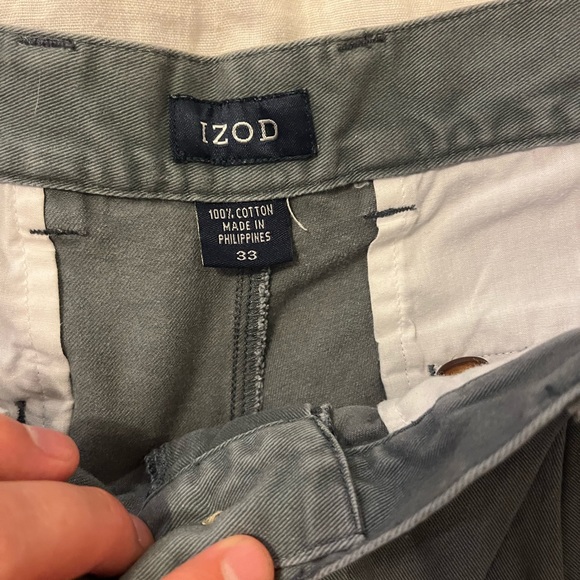 IZOD
100% COTTON
MADE IN
PHILIPPINES
33